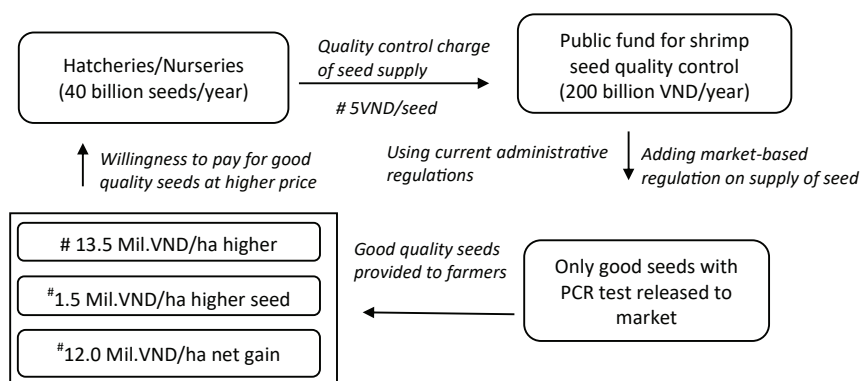 Hatcheries/Nurseries
(40 billion seeds/year)
Quality control charge
of seed supply
# 5VND/seed
Public fund for shrimp
seed quality control
(200 billion VND/year)
Willingness to pay for good
quality seeds at higher price
Using current administrative
regulations
Adding market-based
regulation on supply of seed
# 13.5 Mil.VND/ha higher
#1.5 Mil.VND/ha higher seed
#12.0 Mil.VND/ha net gain
Good quality seeds
provided to farmers
Only good seeds with
PCR test released to
market